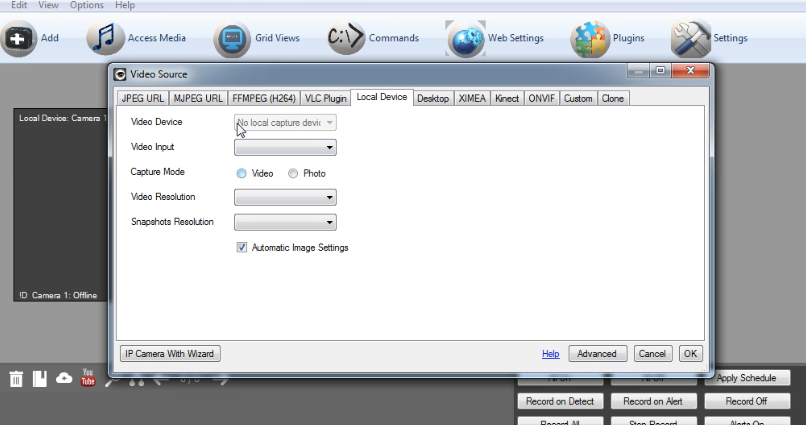 Edit View Options Help
Add Access Media Grid Views Commands Web Settings Plugins Settings
C:\>
Video Source
JPEG URL MJPEG URL FFMPEG (H264) VLC Plugin Local Device Desktop XIMEA Kinect ONVIF Custom Clone
Local Device: Camera 1
Video Device No local capture devic
Video Input
Capture Mode Video Photo
Video Resolution
Snapshots Resolution
Automatic Image Settings
!D Camera 1: Offline
IP Camera With Wizard Help Advanced Cancel OK
You
Tube
Apply Schedule
Record on Detect Record on Alert Record Off
Record All Stop Record Alerts On